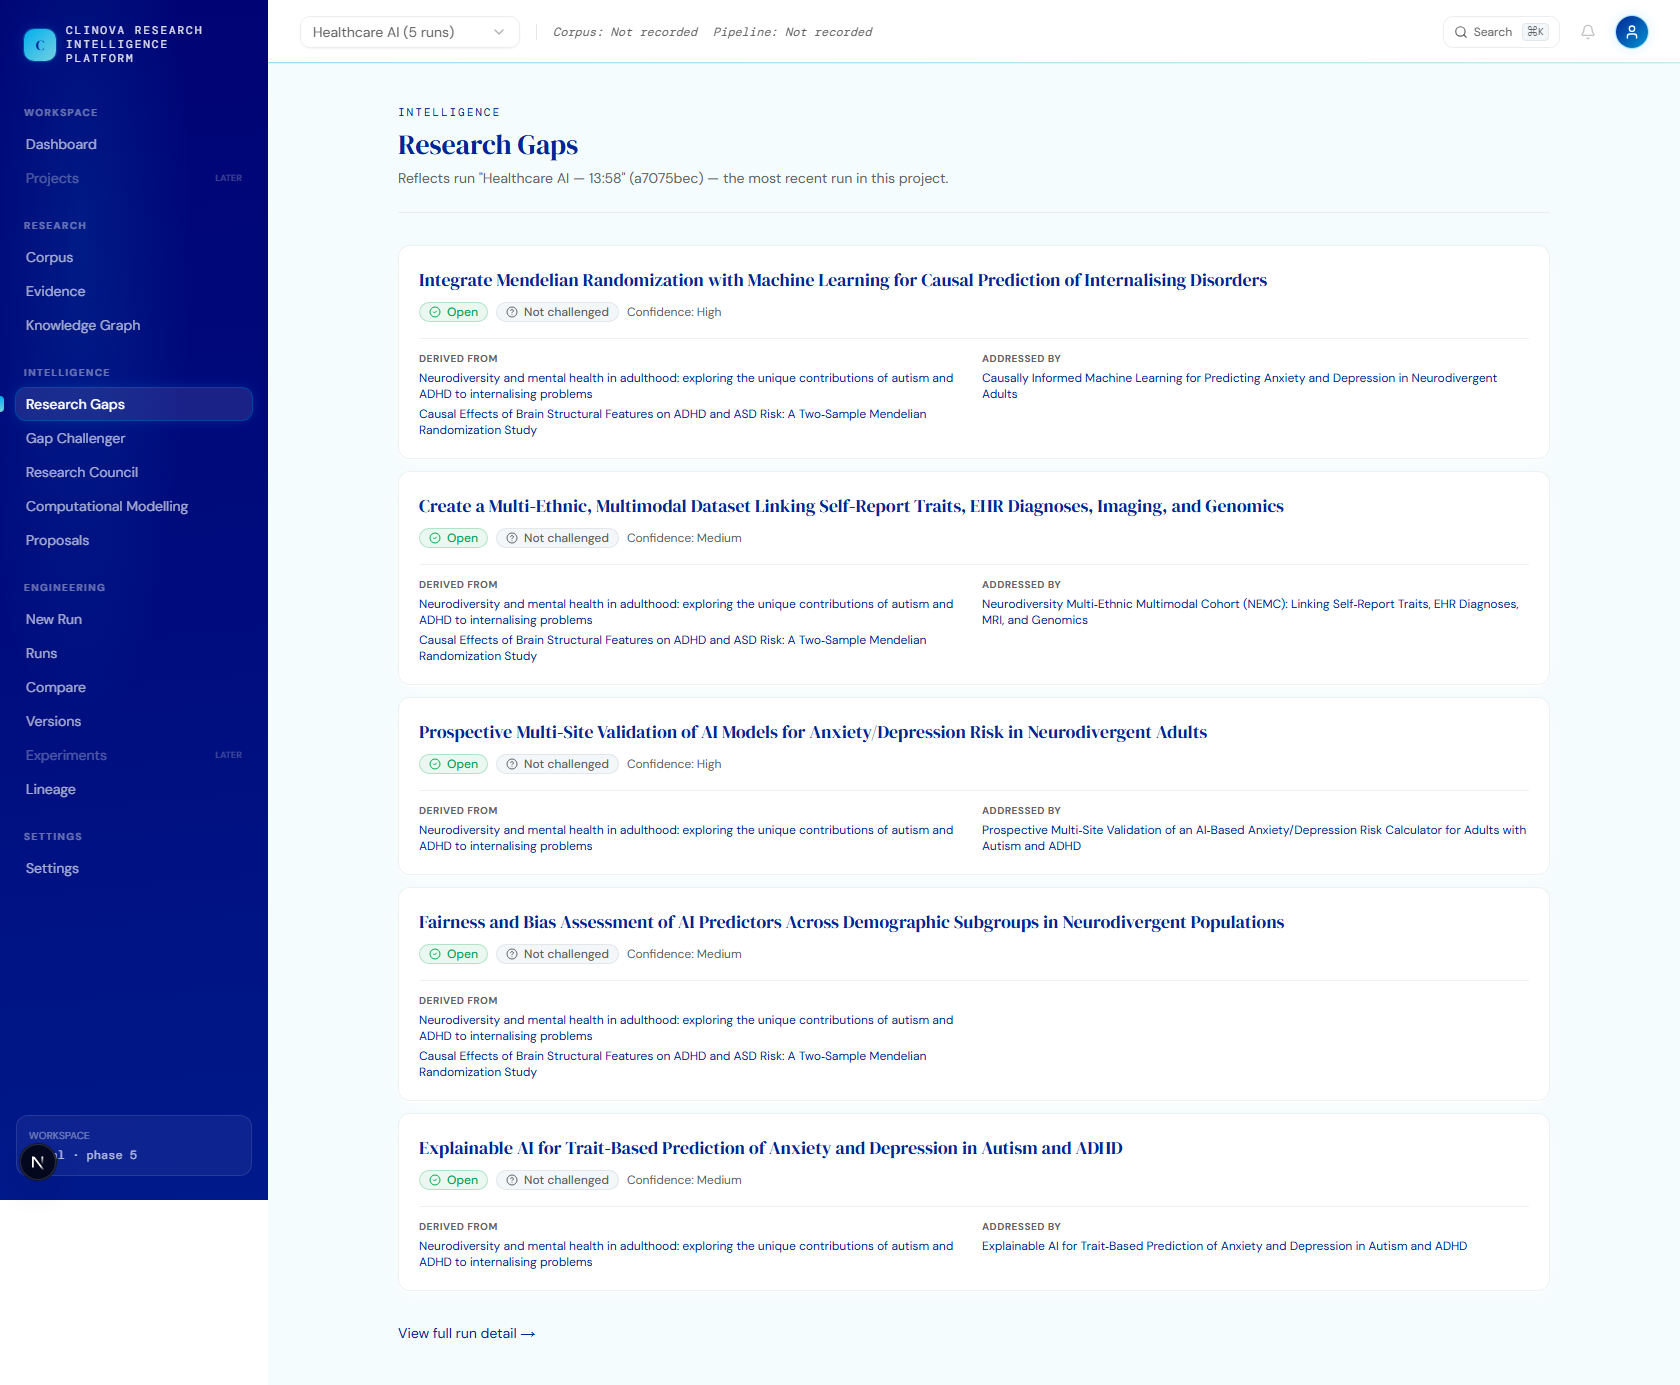 C
CLINOVA RESEARCH
INTELLIGENCE
PLATFORM
WORKSPACE
Dashboard
Projects LATER
RESEARCH
Corpus
Evidence
Knowledge Graph
INTELLIGENCE
Research Gaps
Gap Challenger
Research Council
Computational Modelling
Proposals
ENGINEERING
New Run
Runs
Compare
Versions
Experiments LATER
Lineage
SETTINGS
Settings
WORKSPACE
· phase 5
N
Healthcare AI (5 runs)
Corpus: Not recorded Pipeline: Not recorded
Search ⌘K
INTELLIGENCE
Research Gaps
Reflects run "Healthcare AI — 13:58" (a7075bec) — the most recent run in this project.
Integrate Mendelian Randomization with Machine Learning for Causal Prediction of Internalising Disorders
Open Not challenged Confidence: High
DERIVED FROM
Neurodiversity and mental health in adulthood: exploring the unique contributions of autism and
ADHD to internalising problems
Causal Effects of Brain Structural Features on ADHD and ASD Risk: A Two-Sample Mendelian
Randomization Study
ADDRESSED BY
Causally Informed Machine Learning for Predicting Anxiety and Depression in Neurodivergent
Adults
Create a Multi-Ethnic, Multimodal Dataset Linking Self-Report Traits, EHR Diagnoses, Imaging, and Genomics
Open Not challenged Confidence: Medium
DERIVED FROM
Neurodiversity and mental health in adulthood: exploring the unique contributions of autism and
ADHD to internalising problems
Causal Effects of Brain Structural Features on ADHD and ASD Risk: A Two-Sample Mendelian
Randomization Study
ADDRESSED BY
Neurodiversity Multi-Ethnic Multimodal Cohort (NEMC): Linking Self-Report Traits, EHR Diagnoses,
MRI, and Genomics
Prospective Multi-Site Validation of AI Models for Anxiety/Depression Risk in Neurodivergent Adults
Open Not challenged Confidence: High
DERIVED FROM
Neurodiversity and mental health in adulthood: exploring the unique contributions of autism and
ADHD to internalising problems
ADDRESSED BY
Prospective Multi-Site Validation of an AI-Based Anxiety/Depression Risk Calculator for Adults with
Autism and ADHD
Fairness and Bias Assessment of AI Predictors Across Demographic Subgroups in Neurodivergent Populations
Open Not challenged Confidence: Medium
DERIVED FROM
Neurodiversity and mental health in adulthood: exploring the unique contributions of autism and
ADHD to internalising problems
Causal Effects of Brain Structural Features on ADHD and ASD Risk: A Two-Sample Mendelian
Randomization Study
Explainable AI for Trait-Based Prediction of Anxiety and Depression in Autism and ADHD
Open Not challenged Confidence: Medium
DERIVED FROM
Neurodiversity and mental health in adulthood: exploring the unique contributions of autism and
ADHD to internalising problems
ADDRESSED BY
Explainable AI for Trait-Based Prediction of Anxiety and Depression in Autism and ADHD
View full run detail →